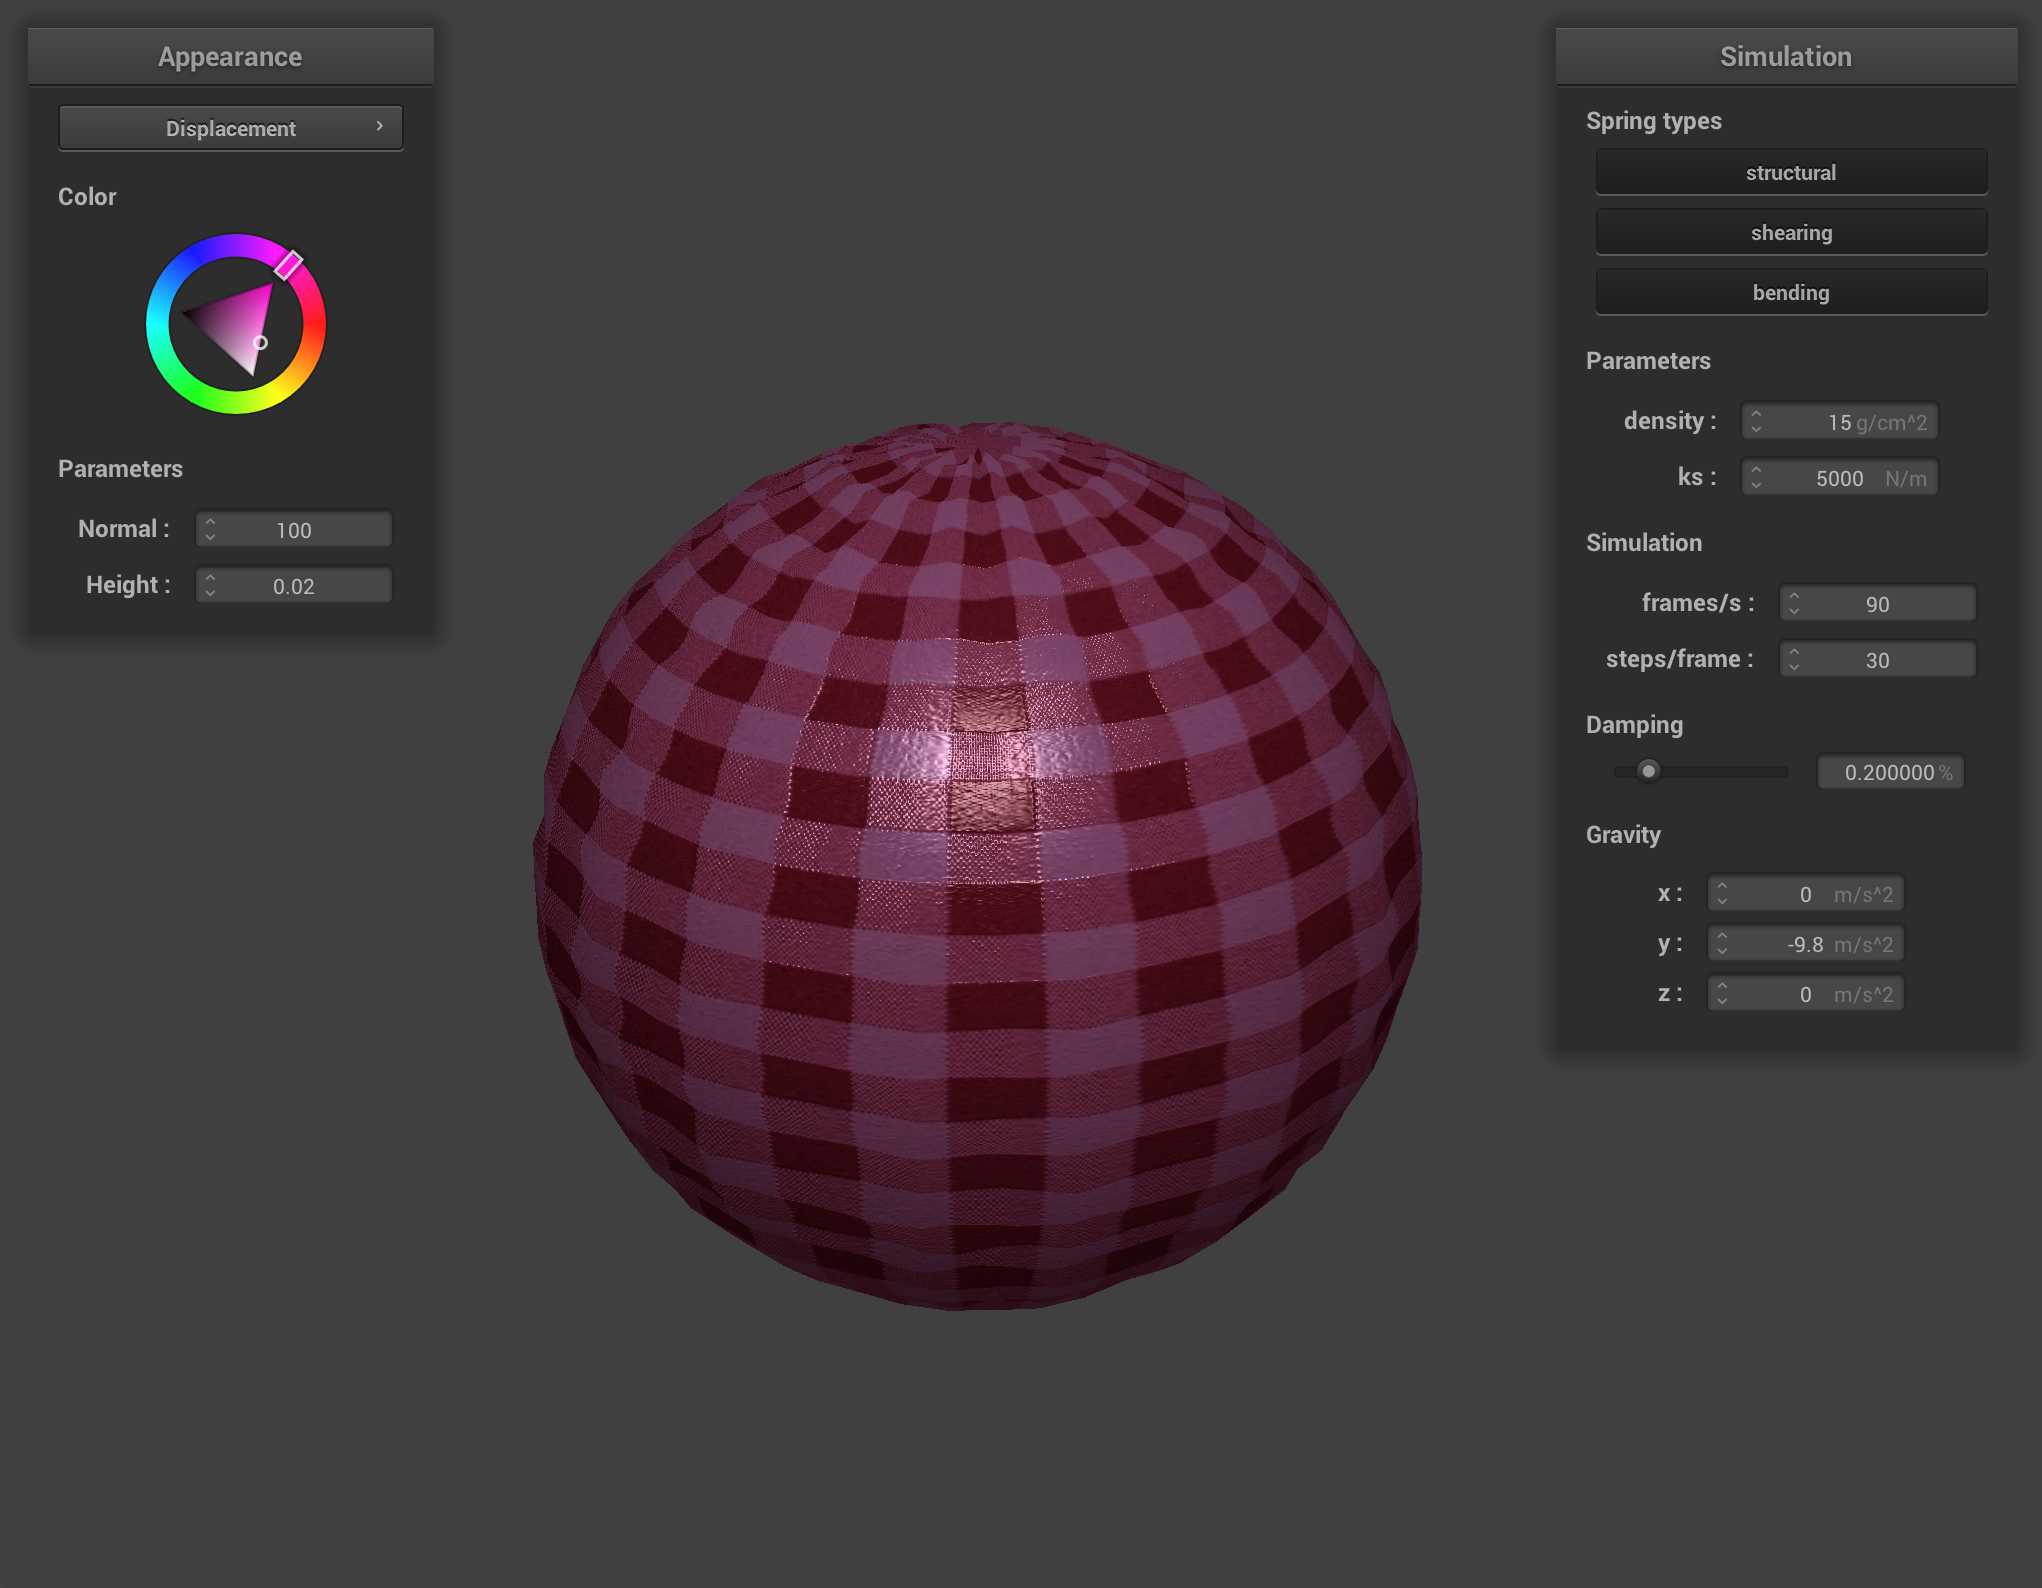 Appearance
Displacement
Color
Parameters
Normal : 100
Height : 0.02
Simulation
Spring types
structural
shearing
bending
Parameters
density : 15 g/cm^2
ks : 5000 N/m
Simulation
frames/s : 90
steps/frame : 30
Damping
0.200000 %
Gravity
x : 0 m/s^2
y : -9.8 m/s^2
z : 0 m/s^2